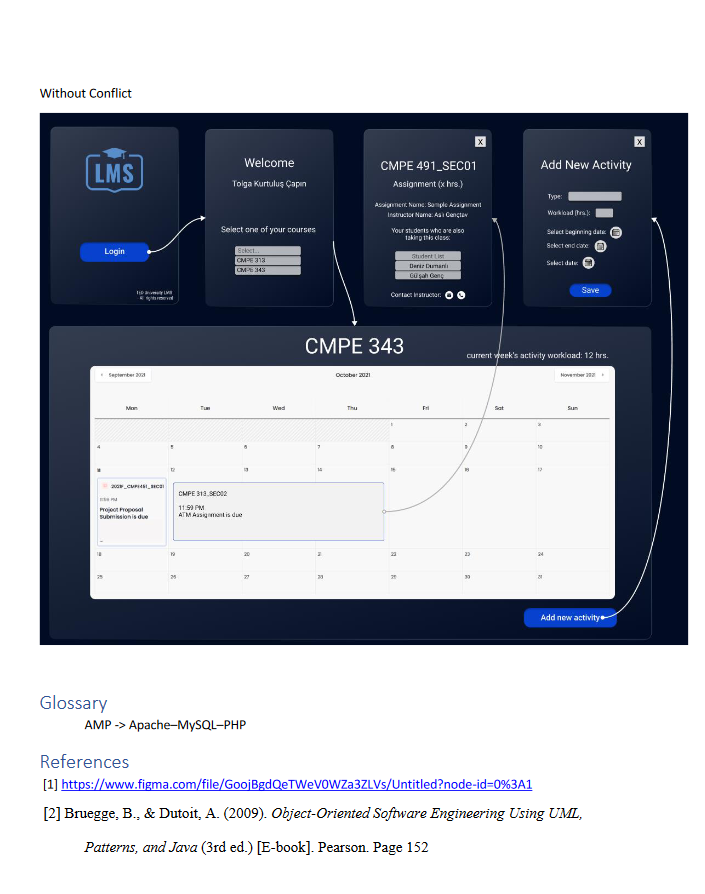 Without Conflict
LMS
Login
TED University LMS
All rights reserved
Welcome
Tolga Kurtuluş Çapın
Select one of your courses
Select...
CMPE 313
CMPE 343
X
CMPE 491_SEC01
Assignment (x hrs.)
Assignment Name: Sample Assignment
Instructor Name: Aslı Gençtav
Your students who are also
taking this class:
Student List
Deniz Dumanlı
Gülşah Genç
Contact Instructor:
X
Add New Activity
Type:
Workload (hrs.):
Select beginning date:
Select end date:
Select date:
Save
CMPE 343
current week's activity workload: 12 hrs.
< September 2021
October 2021
November 2021 >
Mon Tue Wed Thu Fri Sat Sun
1 2 3
4 5 6 7 8 9 10
11 12 13 14 15 16 17
2021F_CMPE491_SEC01
11:59 PM
Project Proposal
Submission is due
CMPE 313_SEC02
11:59 PM
ATM Assignment is due
18 19 20 21 22 23 24
25 26 27 28 29 30 31
Add new activity
Glossary
AMP -> Apache–MySQL–PHP
References
[1] https://www.figma.com/file/GoojBgdQeTWeV0WZa3ZLVs/Untitled?node-id=0%3A1
[2] Bruegge, B., & Dutoit, A. (2009). Object-Oriented Software Engineering Using UML,
Patterns, and Java (3rd ed.) [E-book]. Pearson. Page 152